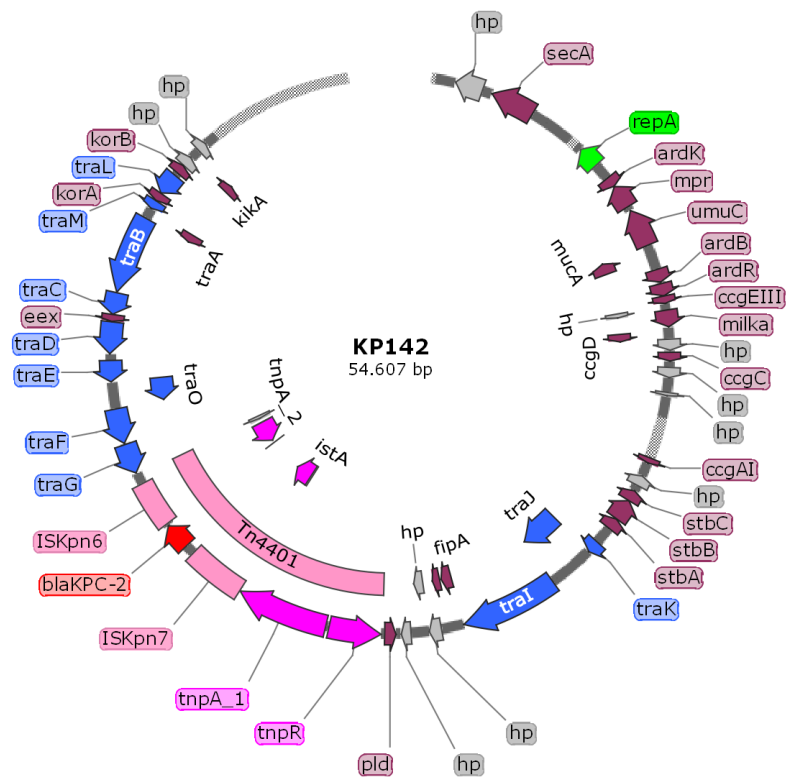 hp
secA
repA
ardK
mpr
umuC
ardB
ardR
ccgEIII
milka
hp
ccgC
hp
hp
ccgAI
hp
stbC
stbB
stbA
traK
traI
hp
hp
pld
tnpR
tnpA_1
ISKpn7
blaKPC-2
ISKpn6
traG
traF
traE
traD
eex
traC
traB
traM
korA
traL
korB
hp
hp
kikA
traA
mucA
hp
ccgD
KP142
54.607 bp
traO
tnpA_2
istA
Tn4401
traJ
hp
fipA